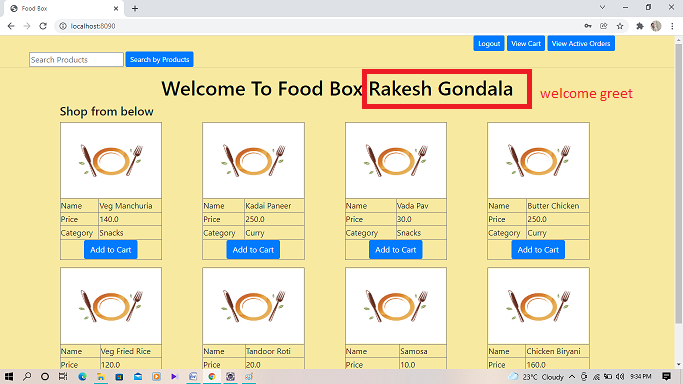 Food Box
localhost:8090
Logout View Cart View Active Orders
Search Products Search by Products
Welcome To Food Box Rakesh Gondala
welcome greet
Shop from below
Name Veg Manchuria Name Kadai Paneer Name Vada Pav Name Butter Chicken
Price 140.0 Price 250.0 Price 30.0 Price 250.0
Category Snacks Category Curry Category Snacks Category Curry
Add to Cart Add to Cart Add to Cart Add to Cart
Name Veg Fried Rice Name Tandoor Roti Name Samosa Name Chicken Biryani
Price 120.0 Price 20.0 Price 10.0 Price 160.0
23°C Cloudy 9:34 PM